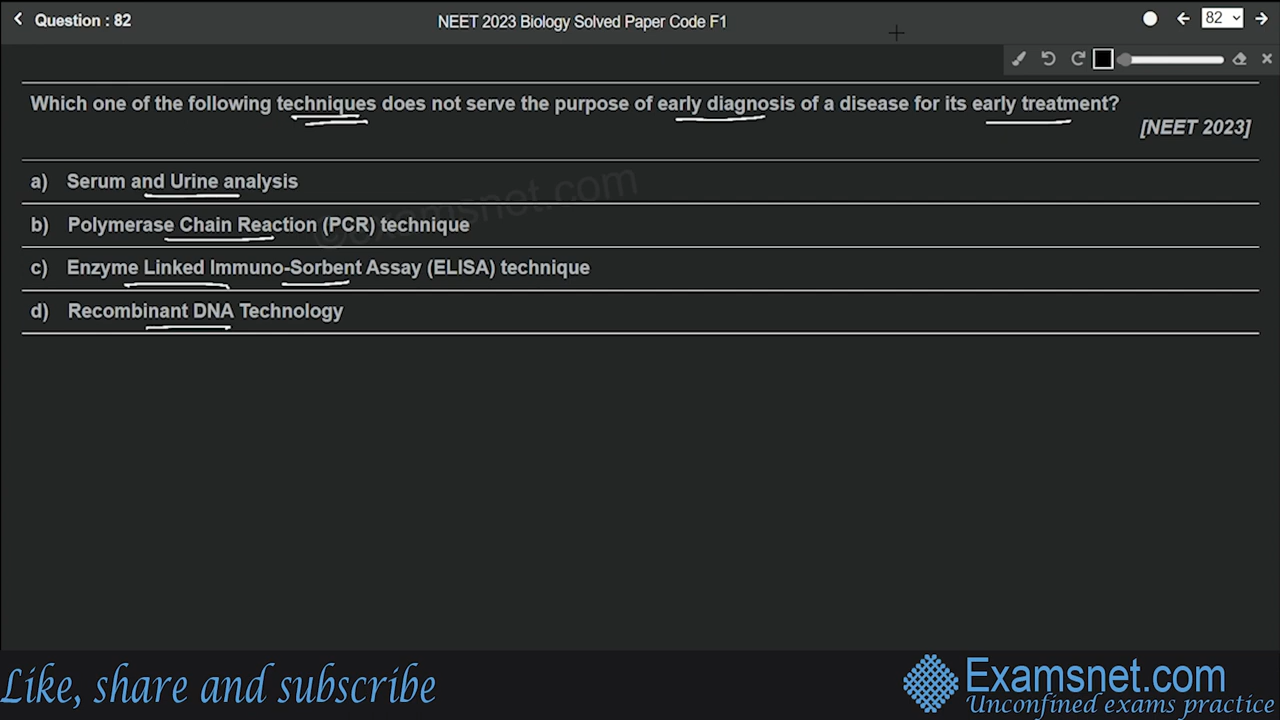 Question : 82
NEET 2023 Biology Solved Paper Code F1
82
Which one of the following techniques does not serve the purpose of early diagnosis of a disease for its early treatment?
[NEET 2023]
a) Serum and Urine analysis
b) Polymerase Chain Reaction (PCR) technique
c) Enzyme Linked Immuno-Sorbent Assay (ELISA) technique
d) Recombinant DNA Technology
©examsnet.com
Like, share and subscribe
Examsnet.com
Unconfined exams practice